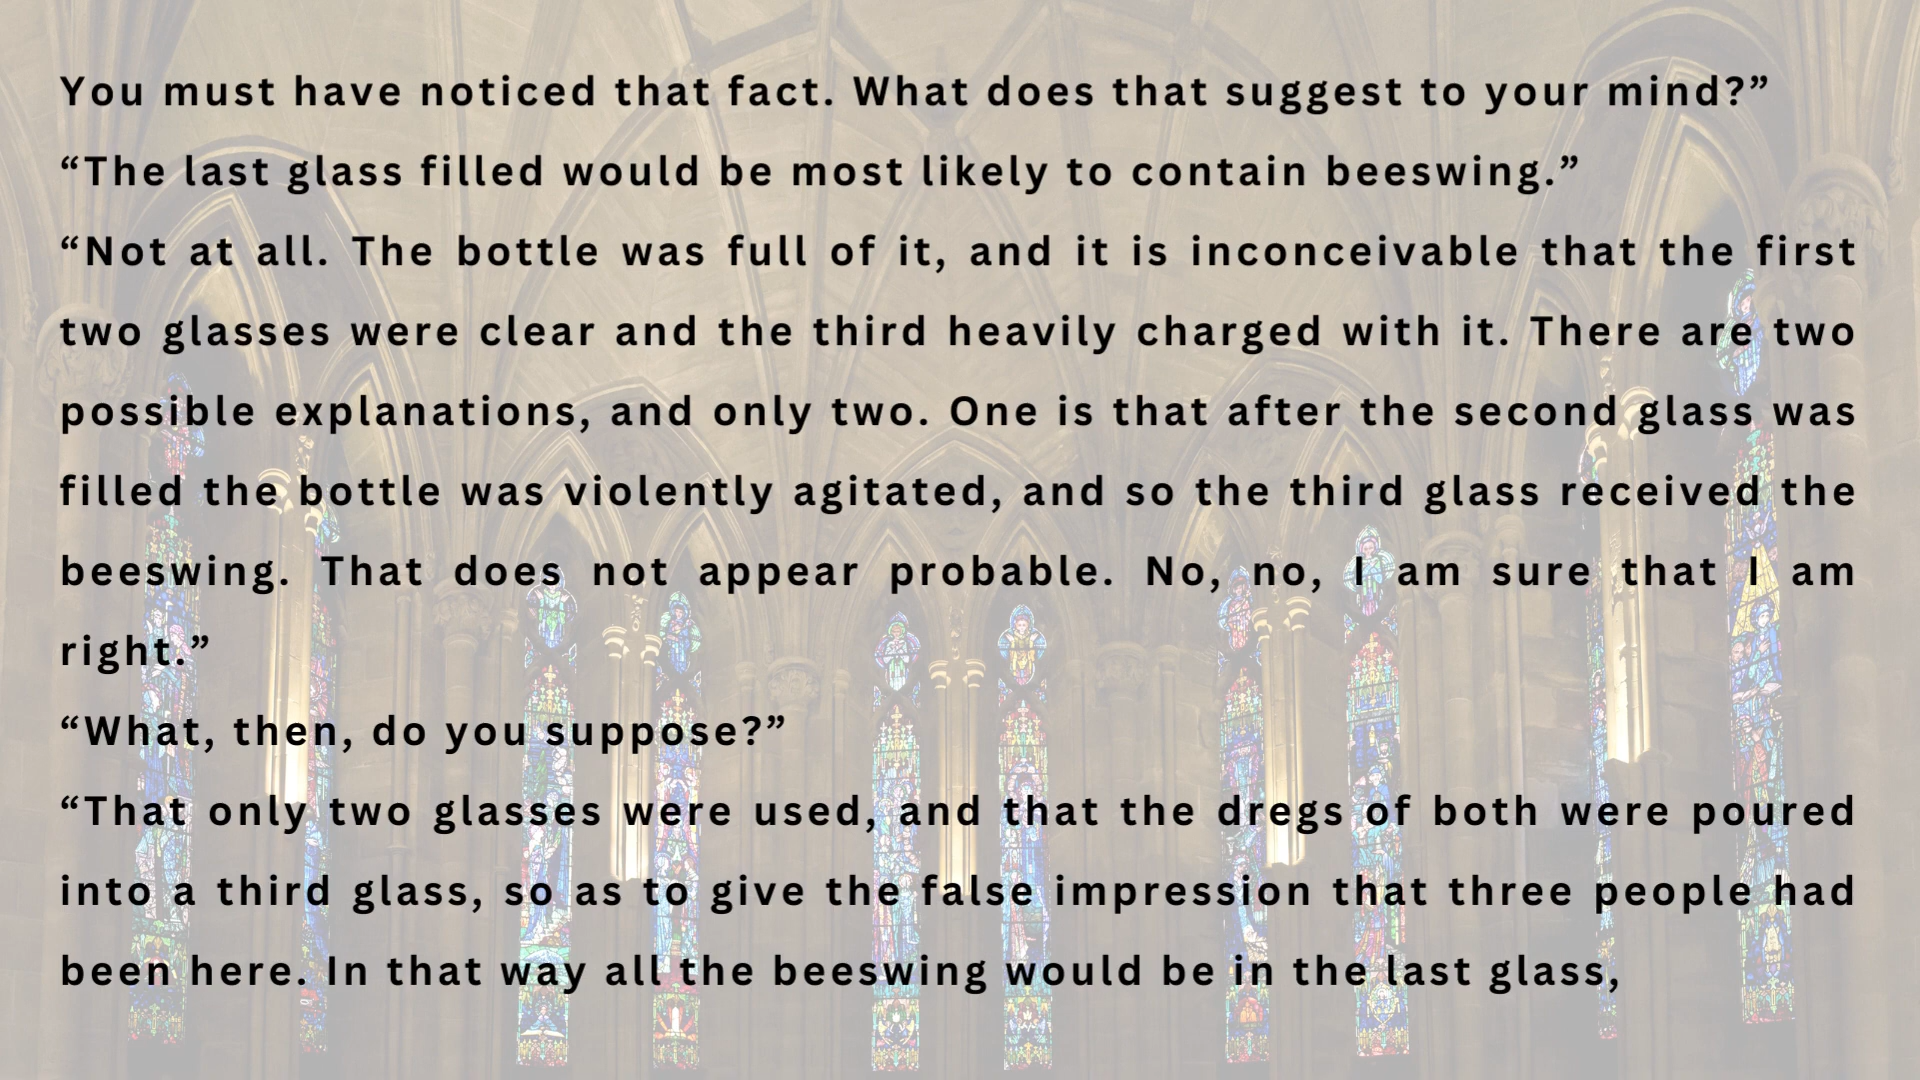 You must have noticed that fact. What does that suggest to your mind?”
“The last glass filled would be most likely to contain beeswing.”
“Not at all. The bottle was full of it, and it is inconceivable that the first
two glasses were clear and the third heavily charged with it. There are two
possible explanations, and only two. One is that after the second glass was
filled the bottle was violently agitated, and so the third glass received the
beeswing. That does not appear probable. No, no, I am sure that I am
right.”
“What, then, do you suppose?”
“That only two glasses were used, and that the dregs of both were poured
into a third glass, so as to give the false impression that three people had
been here. In that way all the beeswing would be in the last glass,